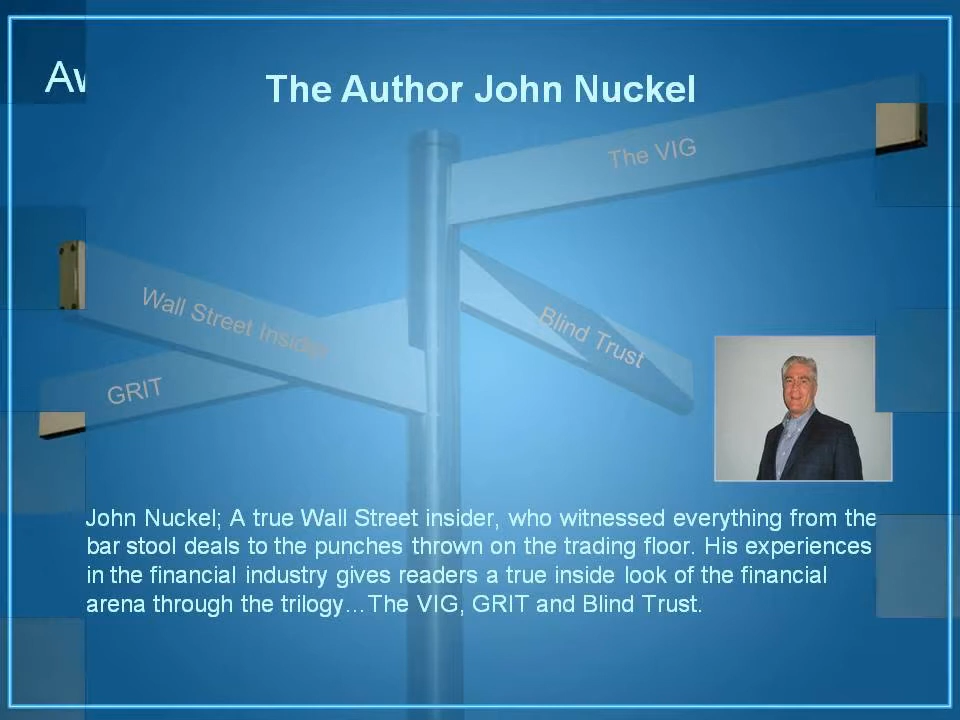 Av
The Author John Nuckel
The VIG
Wall Street Insider
Blind Trust
GRIT
John Nuckel; A true Wall Street insider, who witnessed everything from the
bar stool deals to the punches thrown on the trading floor. His experiences
in the financial industry gives readers a true inside look of the financial
arena through the trilogy…The VIG, GRIT and Blind Trust.